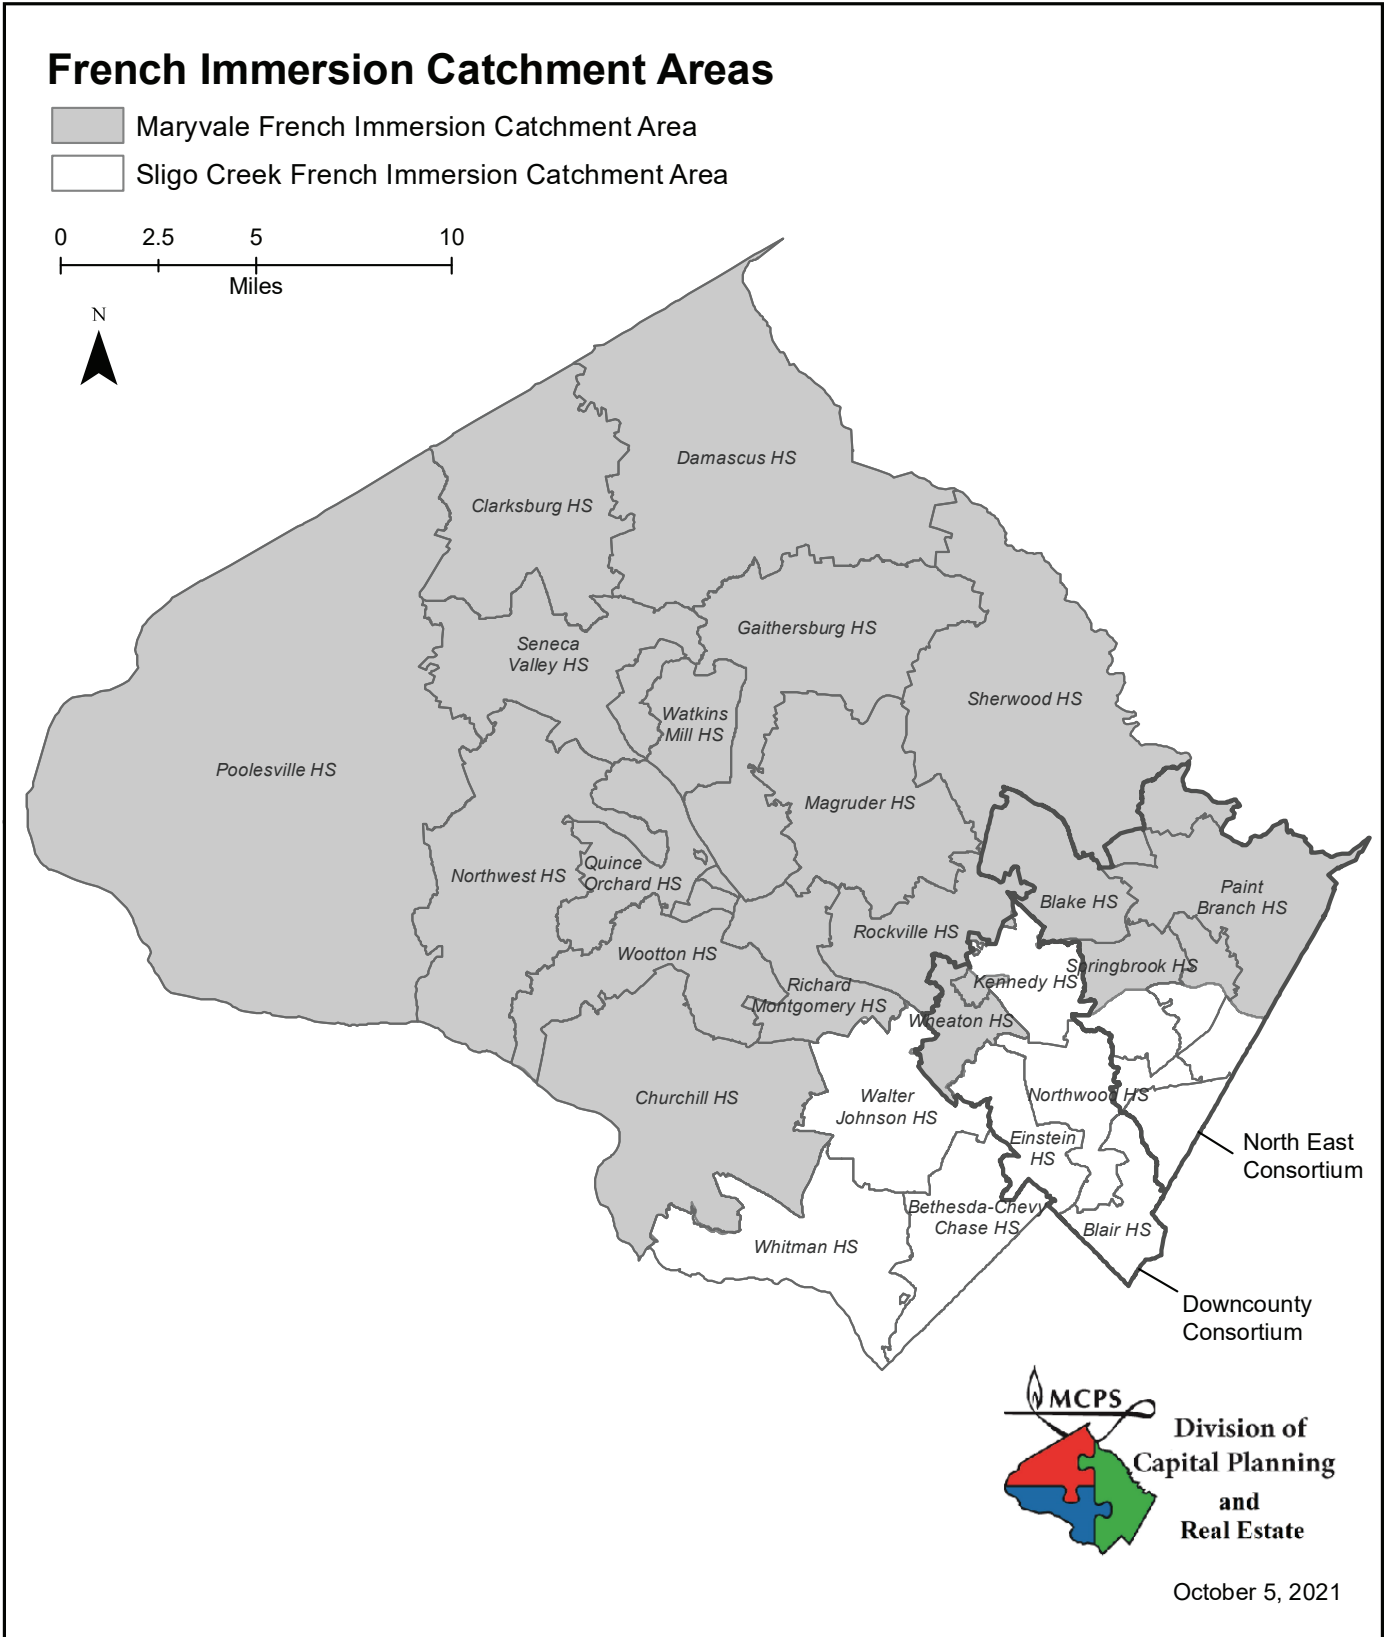 French Immersion Catchment Areas
Maryvale French Immersion Catchment Area
Sligo Creek French Immersion Catchment Area
0 2.5 5 10
Miles
N
Damascus HS
Clarksburg HS
Gaithersburg HS
Seneca
Valley HS
Sherwood HS
Watkins
Mill HS
Poolesville HS
Magruder HS
Quince
Orchard HS
Northwest HS
Paint
Branch HS
Blake HS
Rockville HS
Wootton HS
Springbrook HS
Kennedy HS
Richard
Montgomery HS
Wheaton HS
Churchill HS
Walter
Johnson HS
Northwood HS
Einstein
HS
North East
Consortium
Bethesda-Chevy
Chase HS
Blair HS
Whitman HS
Downcounty
Consortium
MCPS
Division of
Capital Planning
and
Real Estate
October 5, 2021